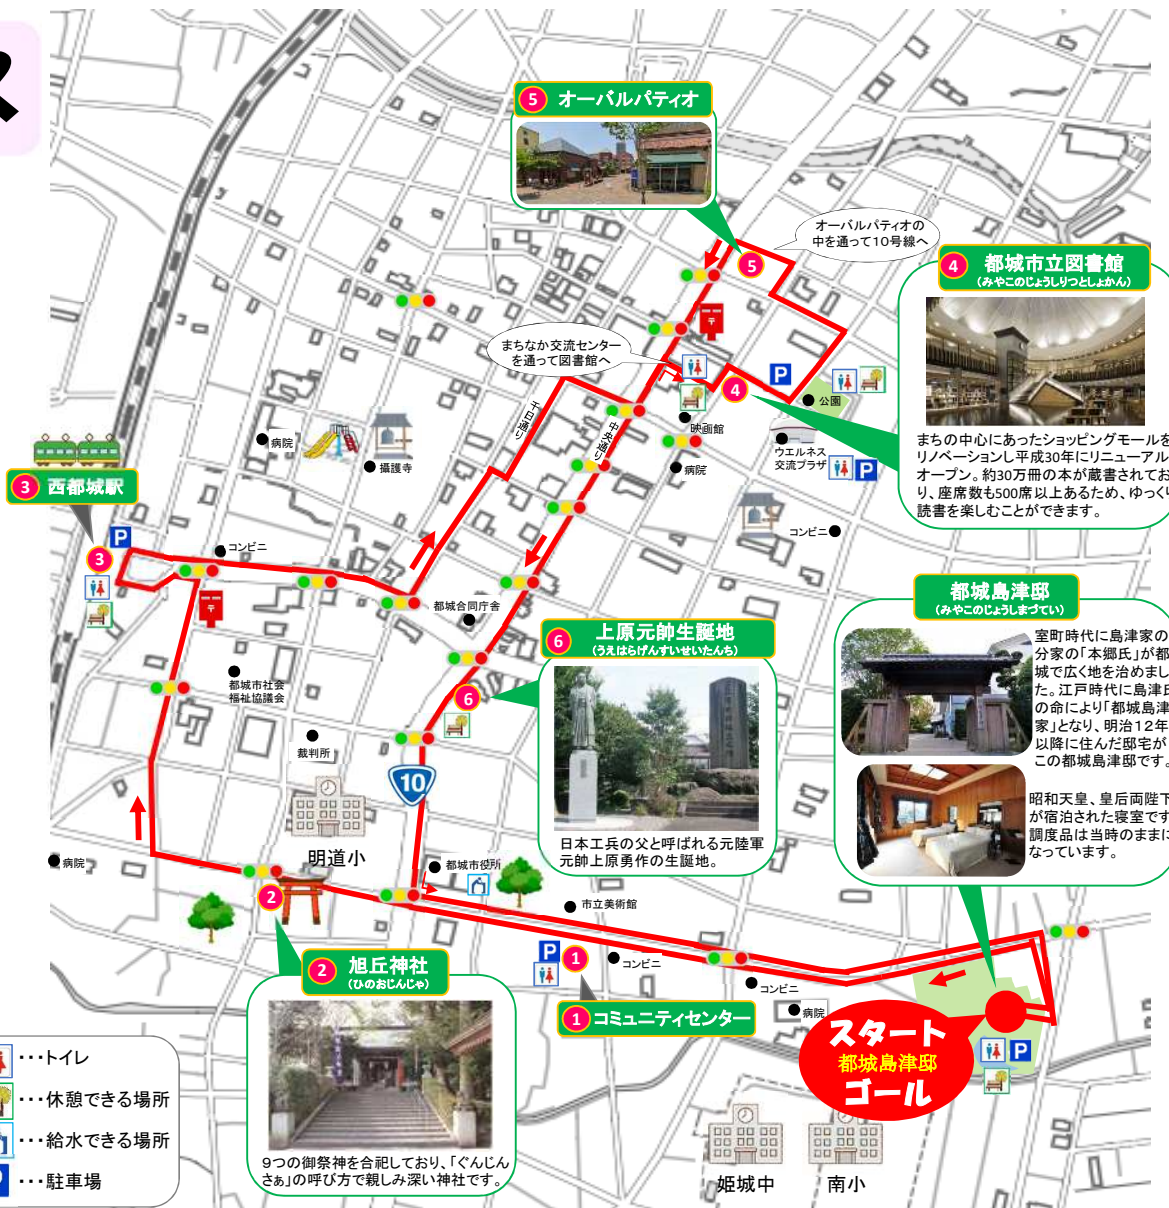 ス
5 オーバルパティオ
オーバルパティオの
中を通って10号線へ
5
4 都城市立図書館
(みやこのじょうしりつとしょかん)
まちの中心にあったショッピングモールを
リノベーションし平成30年にリニューアル
オープン。約30万冊の本が蔵書されてお
り、座席数も500席以上あるため、ゆっくり
読書を楽しむことができます。
まちなか交流センター
を通って図書館へ
千日通り
中央通り
〒
4
P
公園
映画館
病院
ウエルネス
交流プラザ
P
コンビニ
病院
攝護寺
3 西都城駅
3
P
コンビニ
〒
都城合同庁舎
都城市社会
福祉協議会
裁判所
明道小
10
6
6 上原元帥生誕地
(うえはらげんすいせいたんち)
日本工兵の父と呼ばれる元陸軍
元帥上原勇作の生誕地。
都城島津邸
(みやこのじょうしまづてい)
室町時代に島津家の
分家の「本郷氏」が都
城で広く地を治めまし
た。江戸時代に島津氏
の命により「都城島津
家」となり、明治12年
以降に住んだ邸宅が
この都城島津邸です。
昭和天皇、皇后両陛下
が宿泊された寝室です
調度品は当時のままに
なっています。
病院
都城市役所
市立美術館
2
2 旭丘神社
(ひのおじんじゃ)
9つの御祭神を合祀しており、「ぐんじん
さぁ」の呼び方で親しみ深い神社です。
P
1
コンビニ
1 コミュニティセンター
コンビニ
病院
スタート
都城島津邸
ゴール
P
姫城中
南小
・・・トイレ
・・・休憩できる場所
・・・給水できる場所
P ・・・駐車場